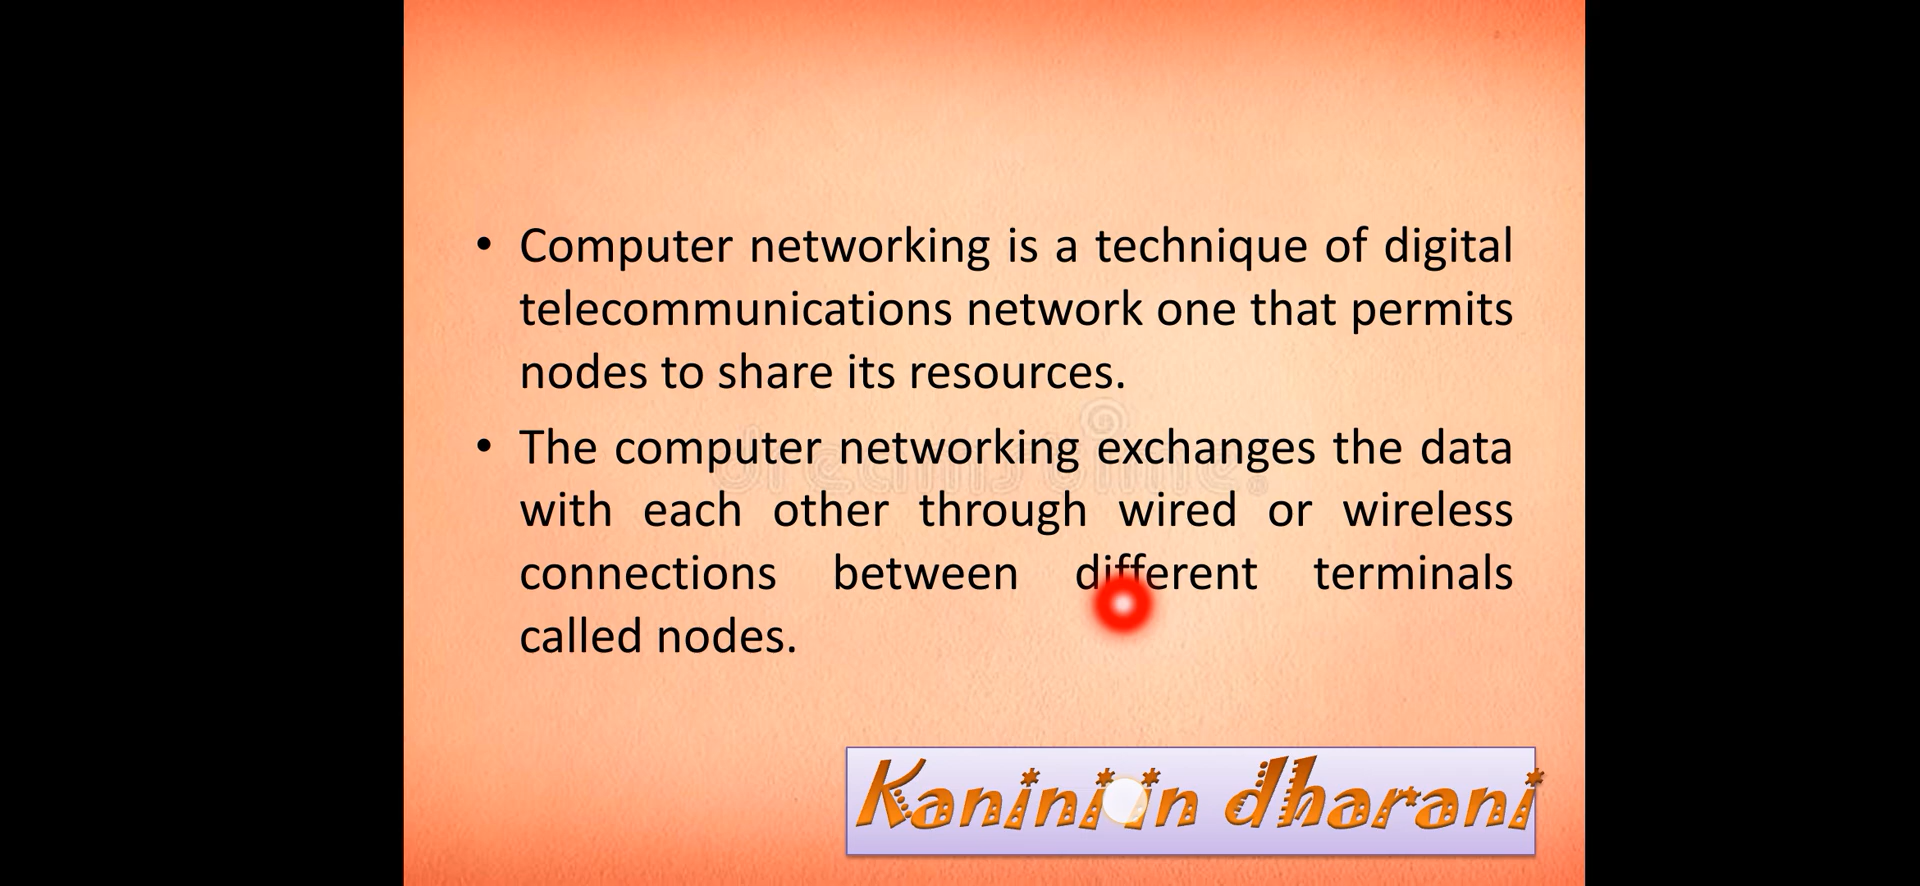 • Computer networking is a technique of digital
telecommunications network one that permits
nodes to share its resources.
• The computer networking exchanges the data
with each other through wired or wireless
connections between different terminals
called nodes.
dreamstime.
Kanini in dharani